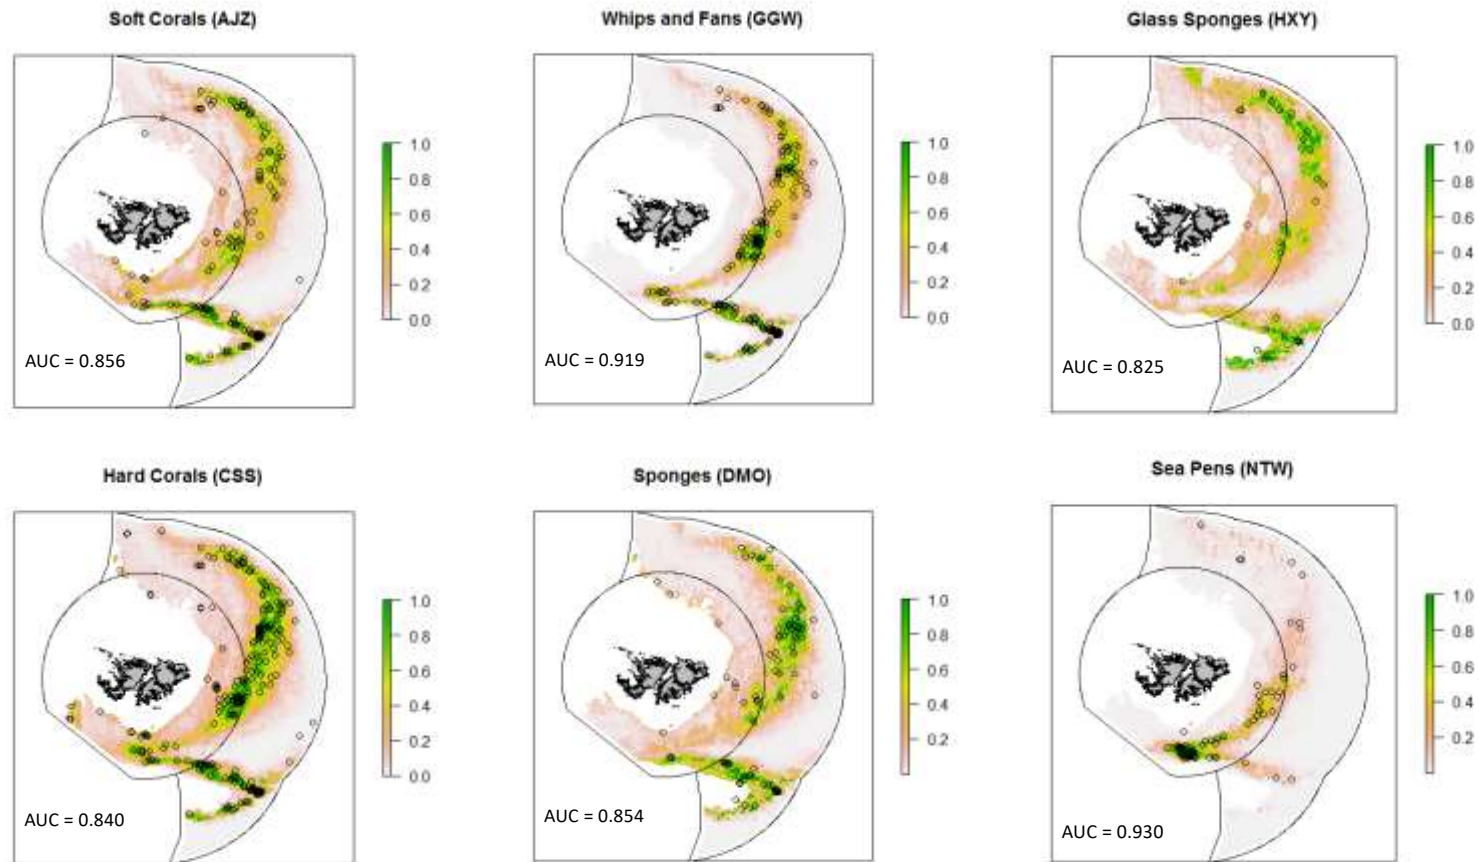 Soft Corals (AJZ)
1.0
0.8
0.6
0.4
0.2
0.0
AUC = 0.856
Whips and Fans (GGW)
1.0
0.8
0.6
0.4
0.2
0.0
AUC = 0.919
Glass Sponges (HXY)
1.0
0.8
0.6
0.4
0.2
0.0
AUC = 0.825
Hard Corals (CSS)
1.0
0.8
0.6
0.4
0.2
0.0
AUC = 0.840
Sponges (DMO)
1.0
0.8
0.6
0.4
0.2
AUC = 0.854
Sea Pens (NTW)
1.0
0.8
0.6
0.4
0.2
AUC = 0.930